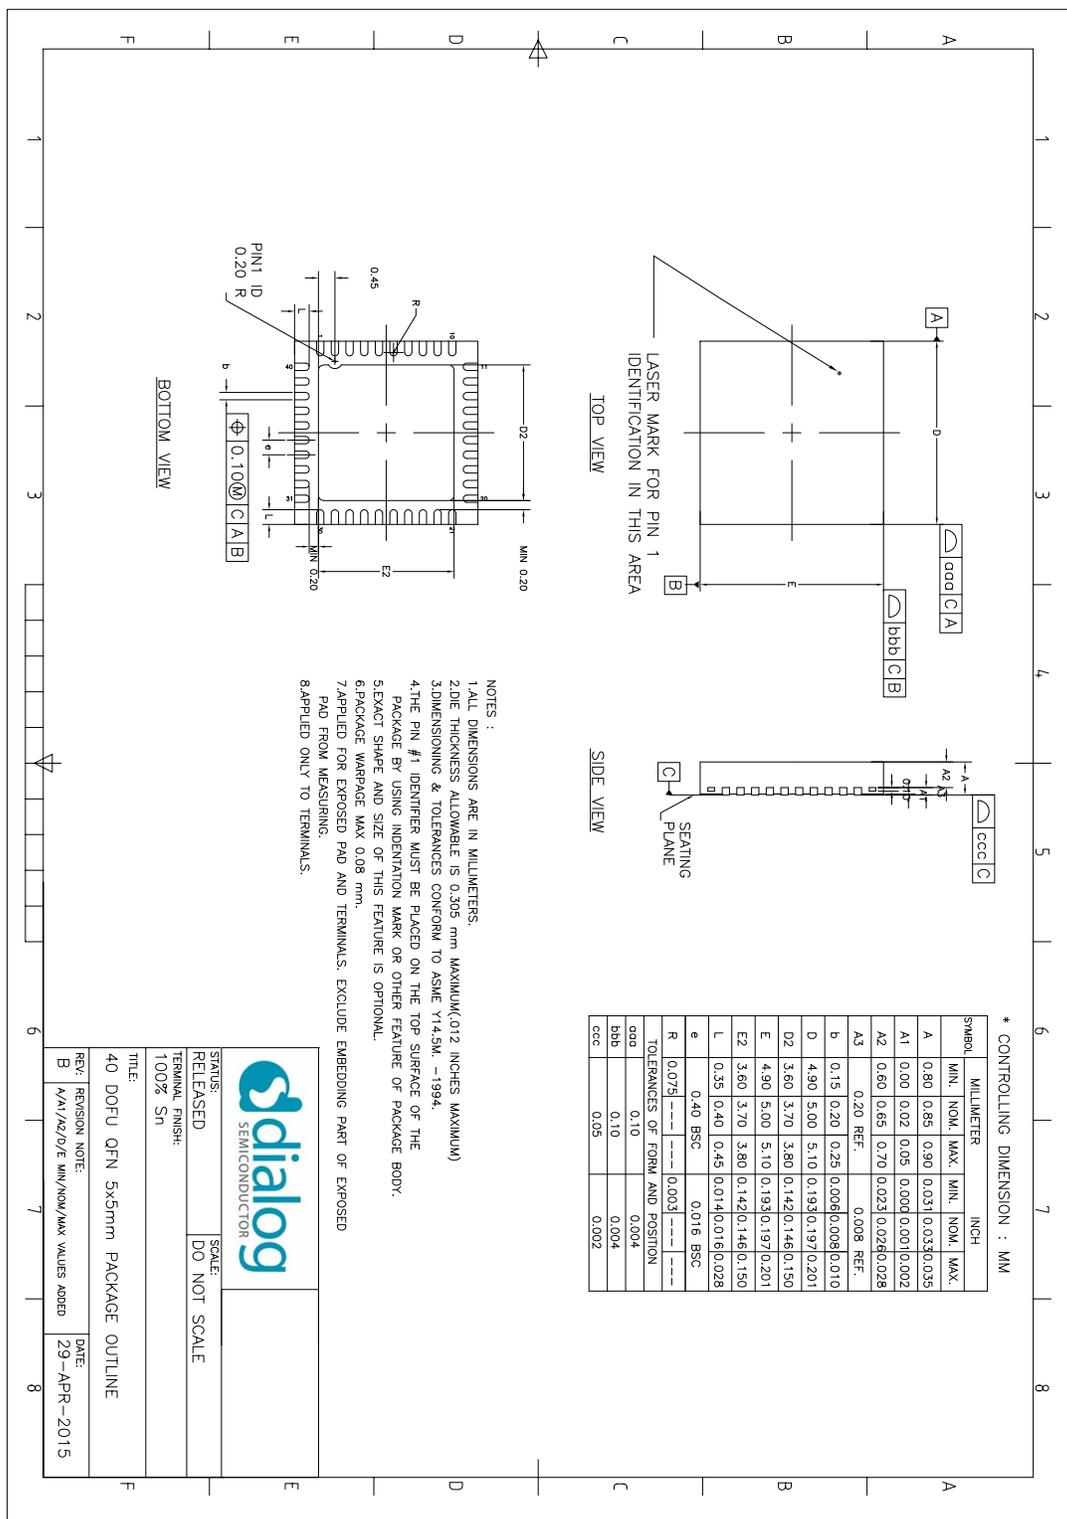 A
B
C
D
E
F
1
2
3
4
5
6
7
8
A
D
aaa C A
bbb C B
E
B
LASER MARK FOR PIN 1
IDENTIFICATION IN THIS AREA
TOP VIEW
ccc C
A
A2
A3
A1
C
SEATING
PLANE
SIDE VIEW
* CONTROLLING DIMENSION : MM
SYMBOL MILLIMETER INCH
MIN. NOM. MAX. MIN. NOM. MAX.
A 0.80 0.85 0.90 0.031 0.033 0.035
A1 0.00 0.02 0.05 0.000 0.001 0.002
A2 0.60 0.65 0.70 0.023 0.026 0.028
A3 0.20 REF. 0.008 REF.
b 0.15 0.20 0.25 0.006 0.008 0.010
D 4.90 5.00 5.10 0.193 0.197 0.201
D2 3.60 3.70 3.80 0.142 0.146 0.150
E 4.90 5.00 5.10 0.193 0.197 0.201
E2 3.60 3.70 3.80 0.142 0.146 0.150
L 0.35 0.40 0.45 0.014 0.016 0.028
e 0.40 BSC 0.016 BSC
R 0.075 --- --- 0.003 --- ---
TOLERANCES OF FORM AND POSITION
aaa 0.10 0.004
bbb 0.10 0.004
ccc 0.05 0.002
MIN 0.20
D2
10
11
20
21
R
0.45
1
40
31
30
E2
MIN 0.20
L
L
PIN1 ID
0.20 R
b
e
⌖ 0.10 Ⓜ C A B
BOTTOM VIEW
NOTES :
1.ALL DIMENSIONS ARE IN MILLIMETERS.
2.DIE THICKNESS ALLOWABLE IS 0.305 mm MAXIMUM(.012 INCHES MAXIMUM)
3.DIMENSIONING & TOLERANCES CONFORM TO ASME Y14.5M. -1994.
4.THE PIN #1 IDENTIFIER MUST BE PLACED ON THE TOP SURFACE OF THE
PACKAGE BY USING INDENTATION MARK OR OTHER FEATURE OF PACKAGE BODY.
5.EXACT SHAPE AND SIZE OF THIS FEATURE IS OPTIONAL.
6.PACKAGE WARPAGE MAX 0.08 mm.
7.APPLIED FOR EXPOSED PAD AND TERMINALS. EXCLUDE EMBEDDING PART OF EXPOSED
PAD FROM MEASURING.
8.APPLIED ONLY TO TERMINALS.
dialog
SEMICONDUCTOR
STATUS:
RELEASED
SCALE:
DO NOT SCALE
TERMINAL FINISH:
100% Sn
TITLE:
40 DOFU QFN 5x5mm PACKAGE OUTLINE
REV:
B
REVISION NOTE:
A/A1/A2/D/E MIN/NOM/MAX VALUES ADDED
DATE:
29-APR-2015
1
2
3
4
5
6
7
8
A
B
C
D
E
F